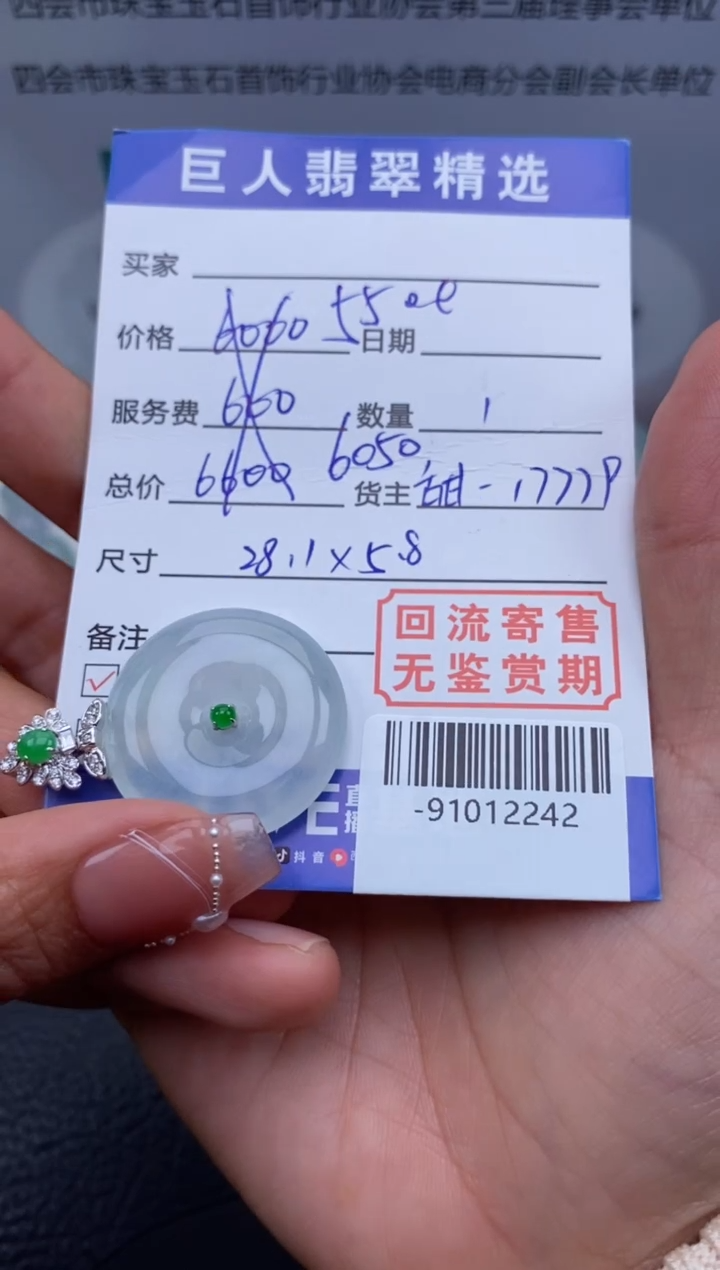 四会市珠宝玉石首饰行业协会第三届理事会单位
四会市珠宝玉石首饰行业协会电商分会副会长单位
巨人翡翠精选
买家
价格 6060 日期
服务费 600 数量 1
总价 6600 6050 货主 甜-17779
尺寸 28.1×5.8
备注
回流寄售
无鉴赏期
-91012242
直
播
抖音